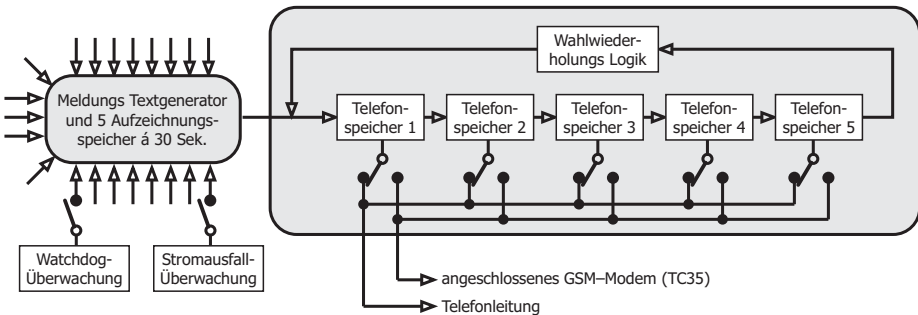 Wahlwieder-
holungs Logik
Meldungs Textgenerator
und 5 Aufzeichnungs-
speicher á 30 Sek.
Telefon-
speicher 1
Telefon-
speicher 2
Telefon-
speicher 3
Telefon-
speicher 4
Telefon-
speicher 5
Watchdog-
Überwachung
Stromausfall-
Überwachung
angeschlossenes GSM–Modem (TC35)
Telefonleitung